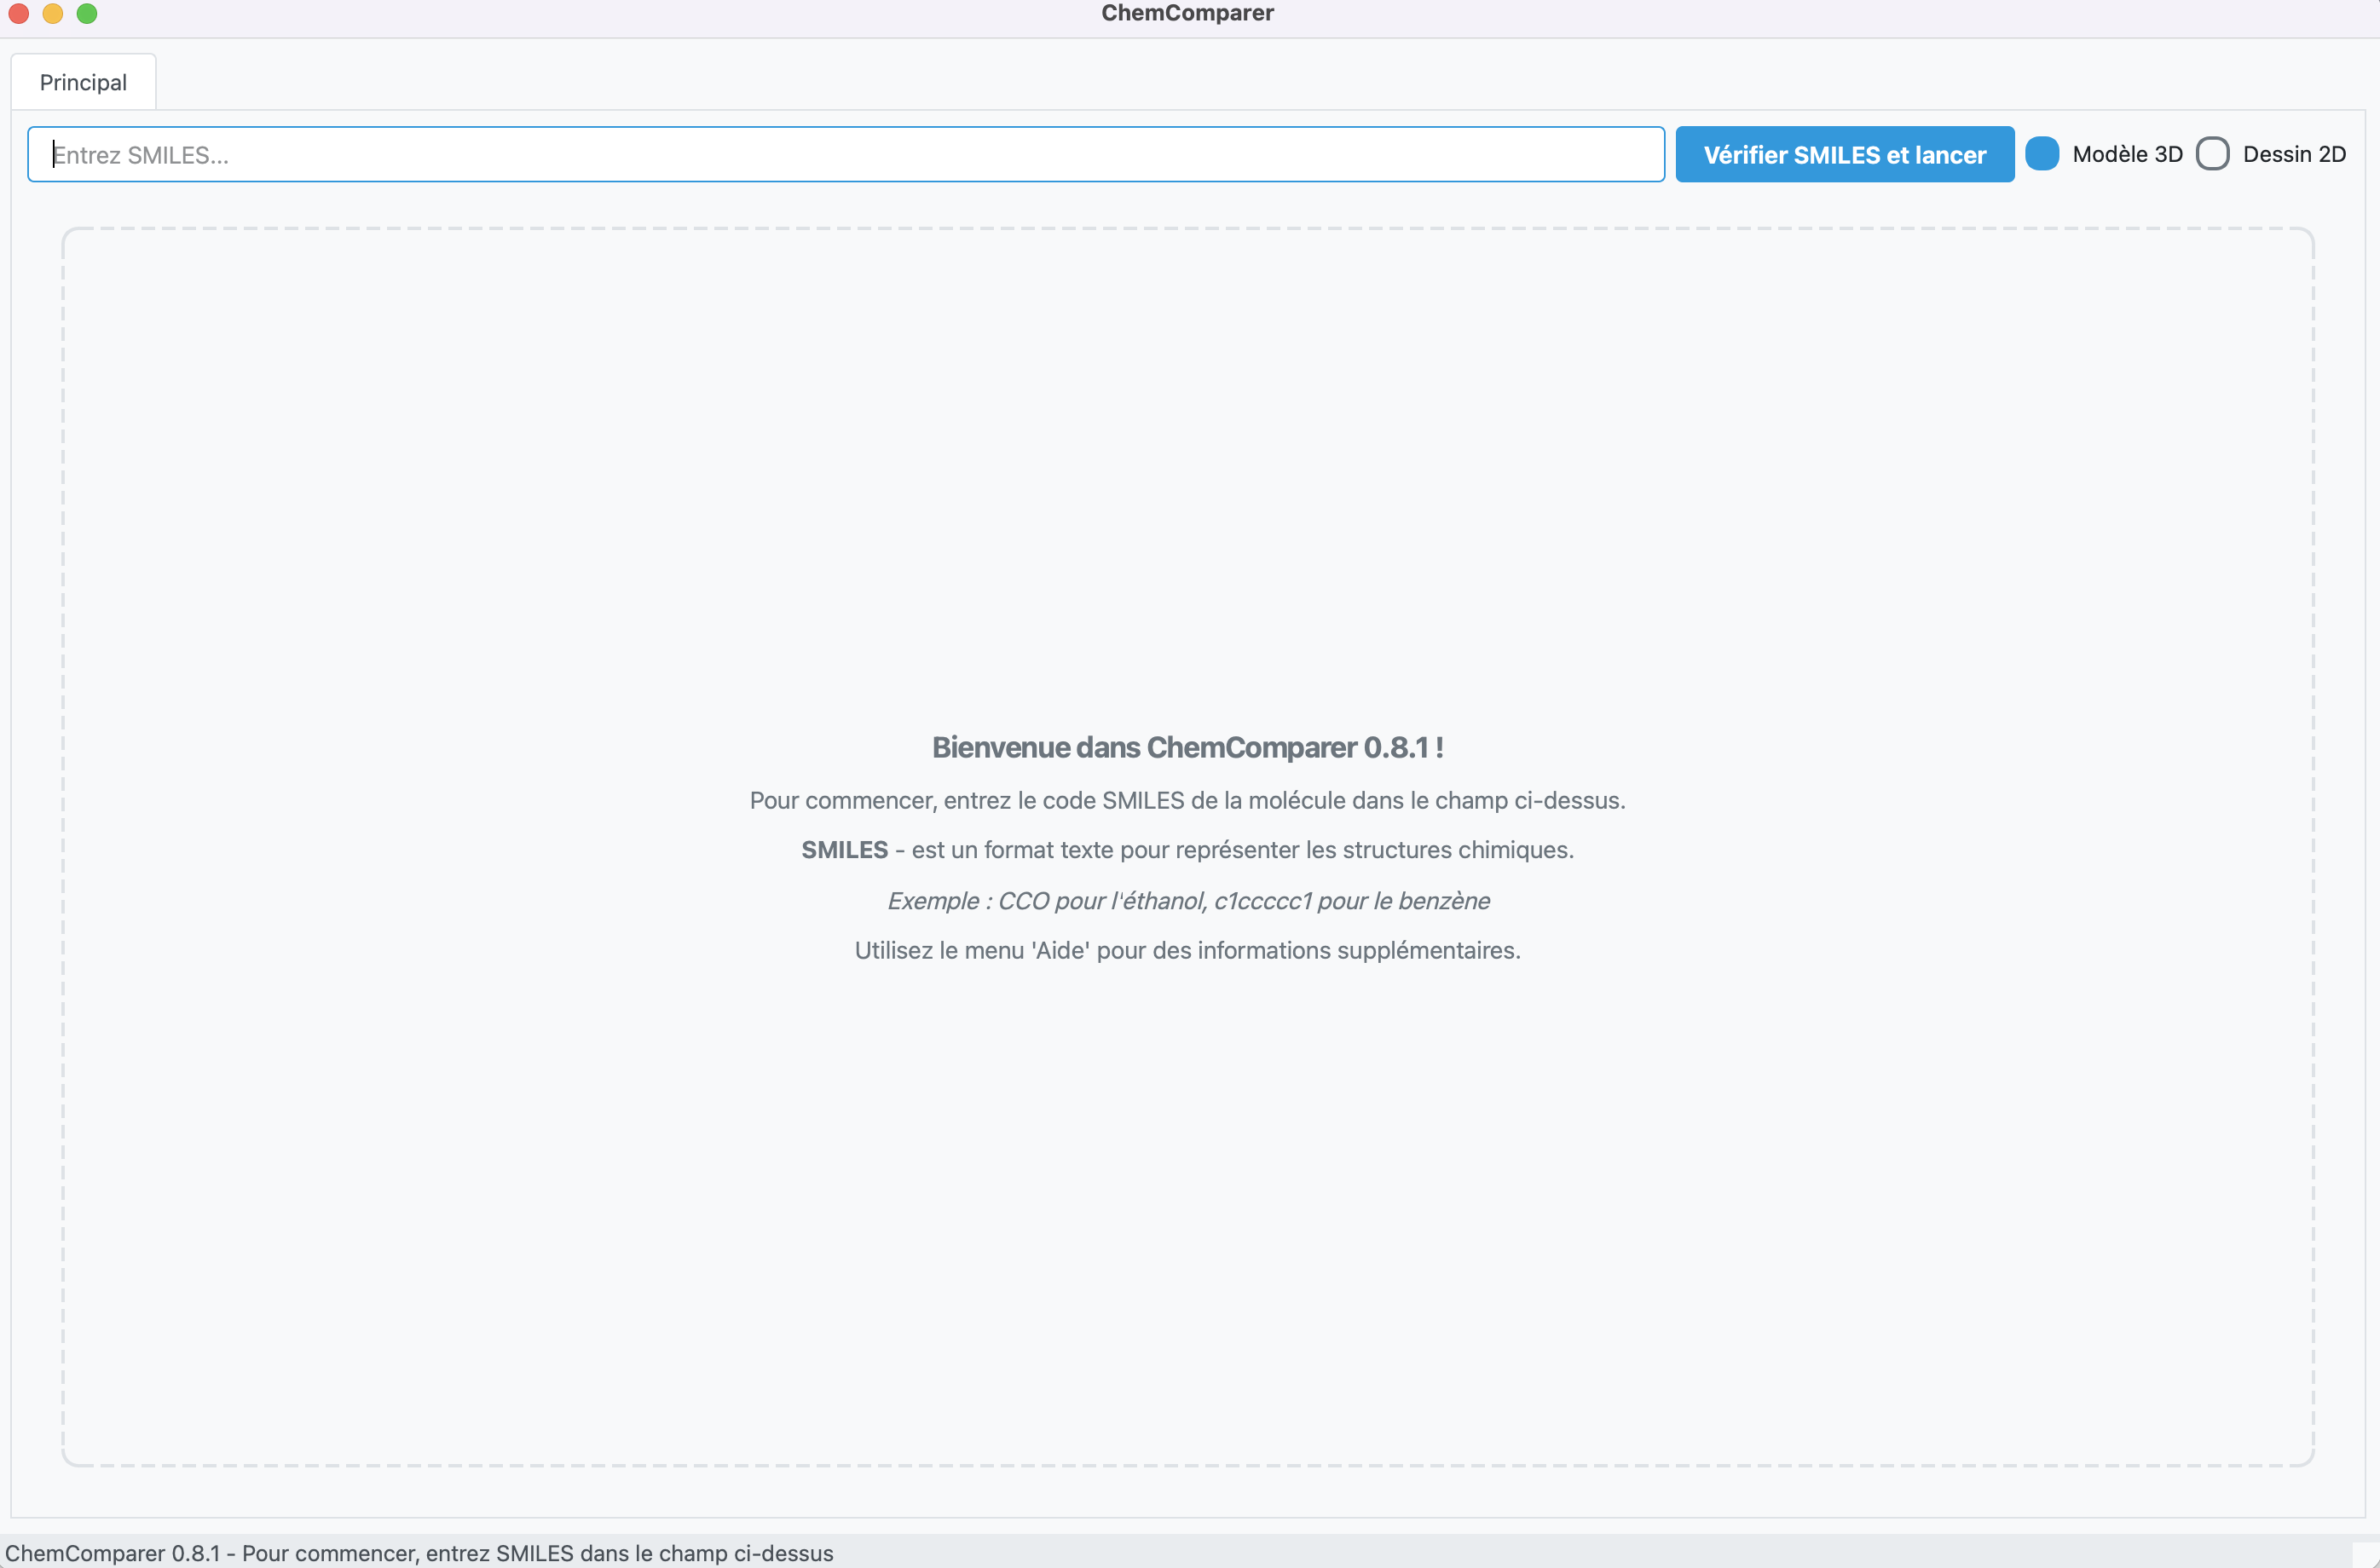 ChemComparer
Principal
Entrez SMILES...
Vérifier SMILES et lancer
Modèle 3D
Dessin 2D
Bienvenue dans ChemComparer 0.8.1 !
Pour commencer, entrez le code SMILES de la molécule dans le champ ci-dessus.
SMILES - est un format texte pour représenter les structures chimiques.
Exemple : CCO pour l'éthanol, c1ccccc1 pour le benzène
Utilisez le menu 'Aide' pour des informations supplémentaires.
ChemComparer 0.8.1 - Pour commencer, entrez SMILES dans le champ ci-dessus